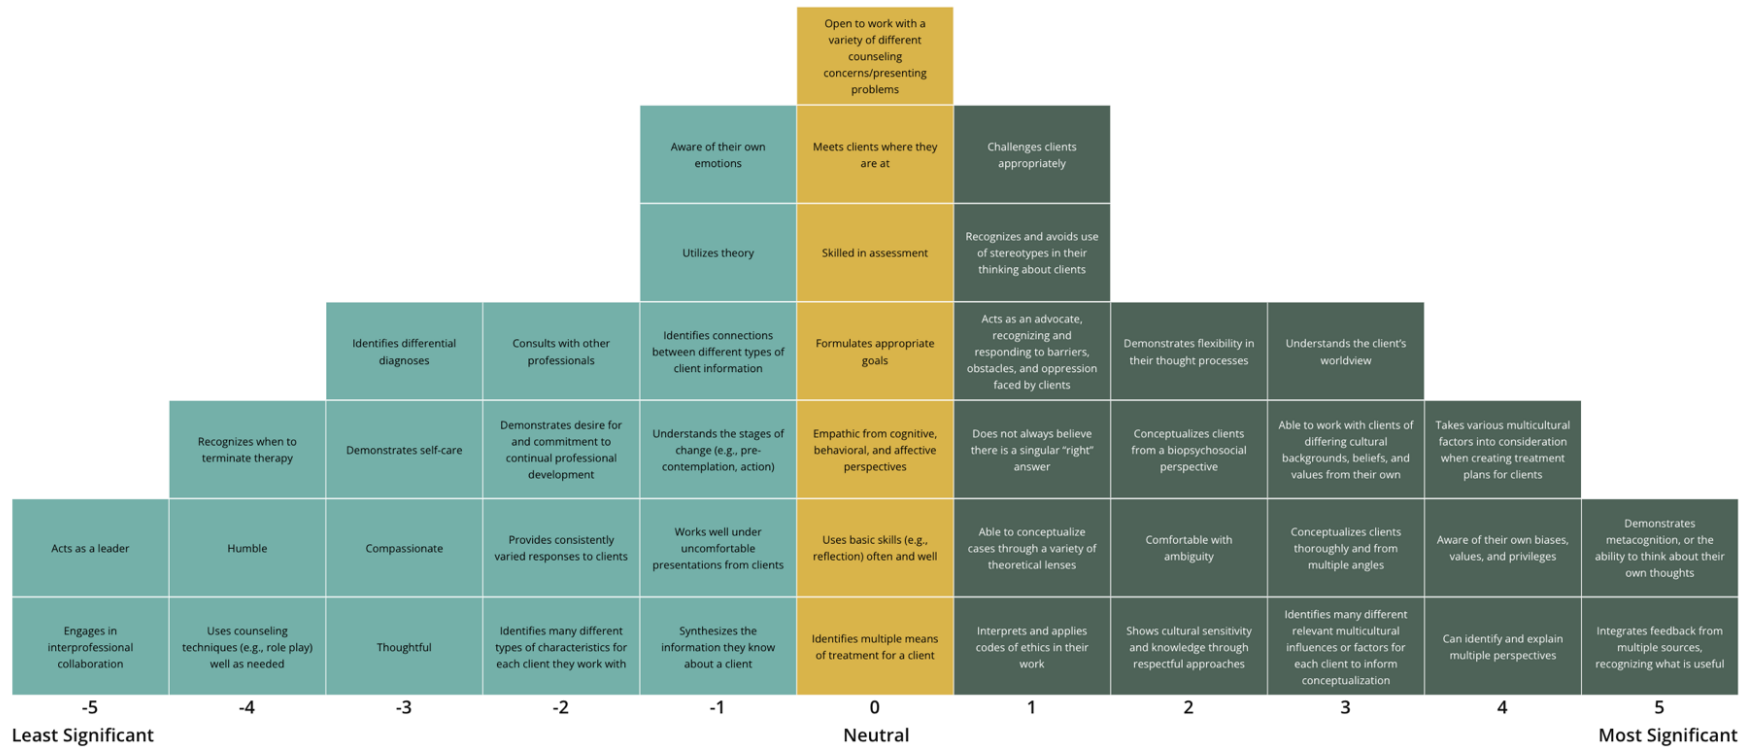 Open to work with a
variety of different
counseling
concerns/presenting
problems
Aware of their own
emotions
Meets clients where they
are at
Challenges clients
appropriately
Utilizes theory
Skilled in assessment
Recognizes and avoids use
of stereotypes in their
thinking about clients
Identifies differential
diagnoses
Consults with other
professionals
Identifies connections
between different types of
client information
Formulates appropriate
goals
Acts as an advocate,
recognizing and
responding to barriers,
obstacles, and oppression
faced by clients
Demonstrates flexibility in
their thought processes
Understands the client’s
worldview
Recognizes when to
terminate therapy
Demonstrates self-care
Demonstrates desire for
and commitment to
continual professional
development
Understands the stages of
change (e.g., pre-
contemplation, action)
Empathic from cognitive,
behavioral, and affective
perspectives
Does not always believe
there is a singular “right”
answer
Conceptualizes clients
from a biopsychosocial
perspective
Able to work with clients of
differing cultural
backgrounds, beliefs, and
values from their own
Takes various multicultural
factors into consideration
when creating treatment
plans for clients
Acts as a leader
Humble
Compassionate
Provides consistently
varied responses to clients
Works well under
uncomfortable
presentations from clients
Uses basic skills (e.g.,
reflection) often and well
Able to conceptualize
cases through a variety of
theoretical lenses
Comfortable with
ambiguity
Conceptualizes clients
thoroughly and from
multiple angles
Aware of their own biases,
values, and privileges
Demonstrates
metacognition, or the
ability to think about their
own thoughts
Engages in
interprofessional
collaboration
Uses counseling
techniques (e.g., role play)
well as needed
Thoughtful
Identifies many different
types of characteristics for
each client they work with
Synthesizes the
information they know
about a client
Identifies multiple means
of treatment for a client
Interprets and applies
codes of ethics in their
work
Shows cultural sensitivity
and knowledge through
respectful approaches
Identifies many different
relevant multicultural
influences or factors for
each client to inform
conceptualization
Can identify and explain
multiple perspectives
Integrates feedback from
multiple sources,
recognizing what is useful
-5 -4 -3 -2 -1 0 1 2 3 4 5
Least Significant Neutral Most Significant